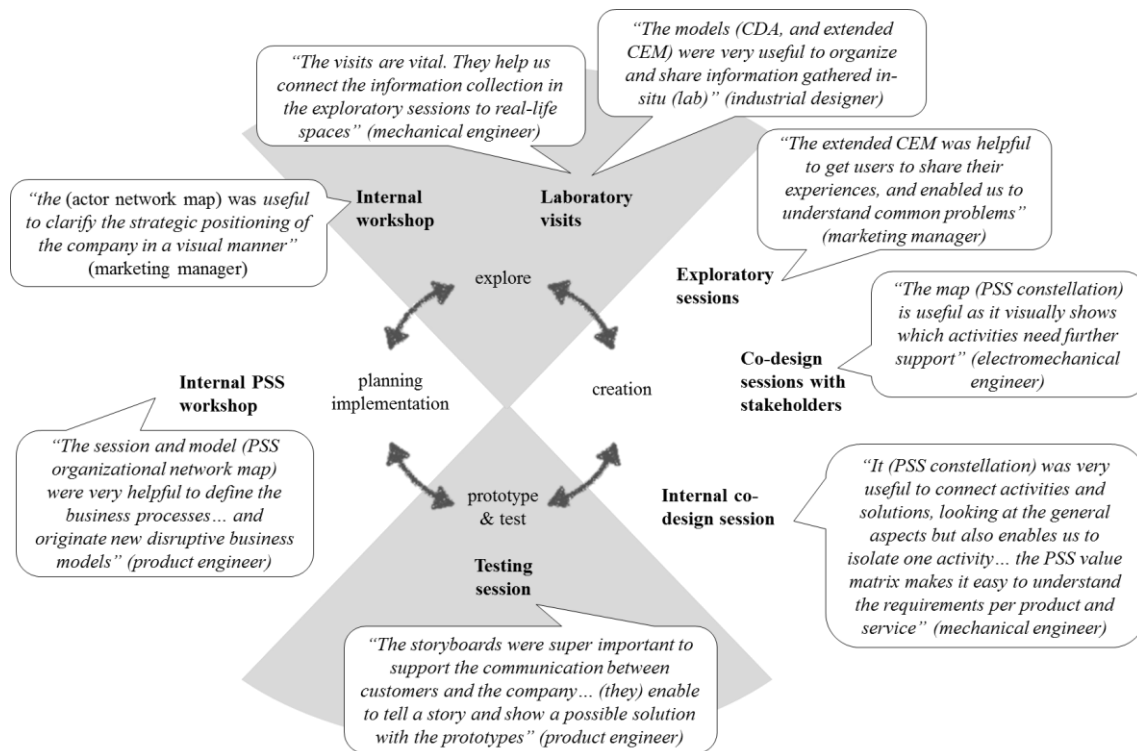 “The models (CDA, and extended
CEM) were very useful to organize
and share information gathered in-
situ (lab)” (industrial designer)
“The visits are vital. They help us
connect the information collection in
the exploratory sessions to real-life
spaces” (mechanical engineer)
“The extended CEM was helpful
to get users to share their
experiences, and enabled us to
understand common problems”
(marketing manager)
“the (actor network map) was useful
to clarify the strategic positioning of
the company in a visual manner”
(marketing manager)
Internal
workshop
Laboratory
visits
explore
Exploratory
sessions
“The map (PSS constellation)
is useful as it visually shows
which activities need further
support” (electromechanical
engineer)
Internal PSS
workshop
planning
implementation
creation
Co-design
sessions with
stakeholders
“The session and model (PSS
organizational network map)
were very helpful to define the
business processes… and
originate new disruptive business
models” (product engineer)
prototype
& test
Internal co-
design session
“It (PSS constellation) was very
useful to connect activities and
solutions, looking at the general
aspects but also enables us to
isolate one activity… the PSS value
matrix makes it easy to understand
the requirements per product and
service” (mechanical engineer)
Testing
session
“The storyboards were super important to
support the communication between
customers and the company… (they) enable
to tell a story and show a possible solution
with the prototypes” (product engineer)